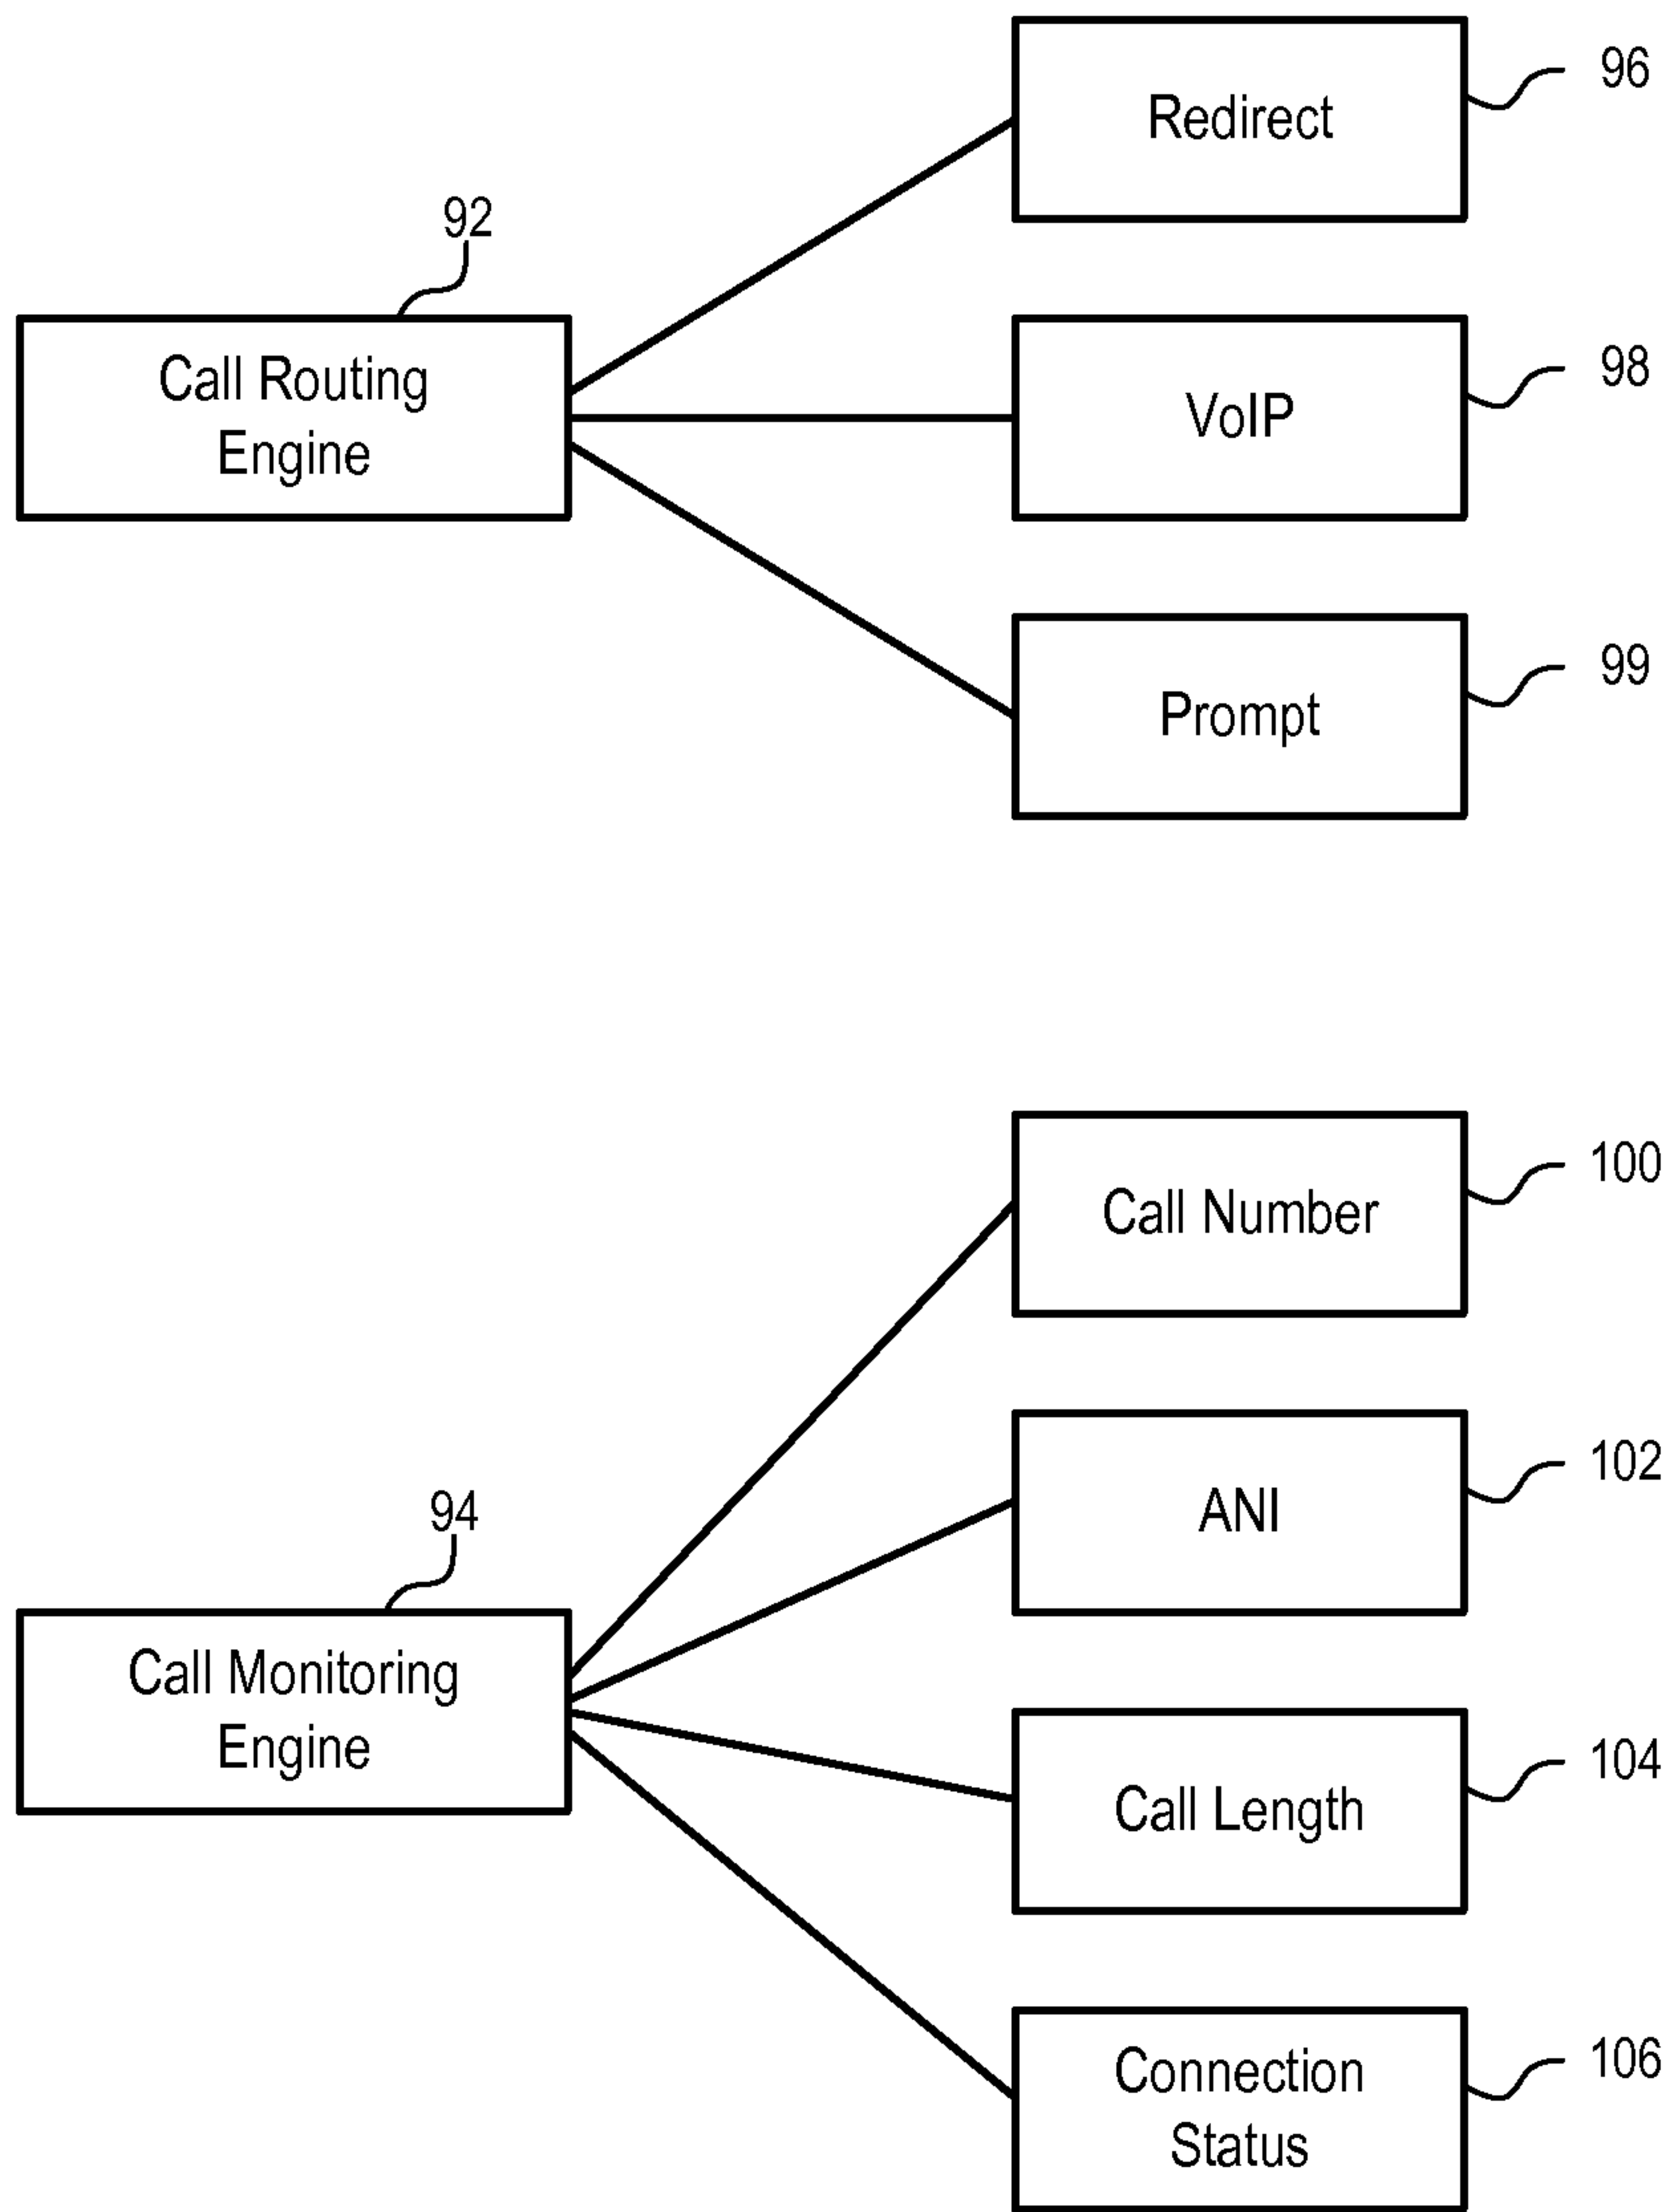 Redirect
96
92
Call Routing
Engine
VoIP
98
Prompt
99
Call Number
100
ANI
102
94
Call Monitoring
Engine
Call Length
104
Connection
Status
106